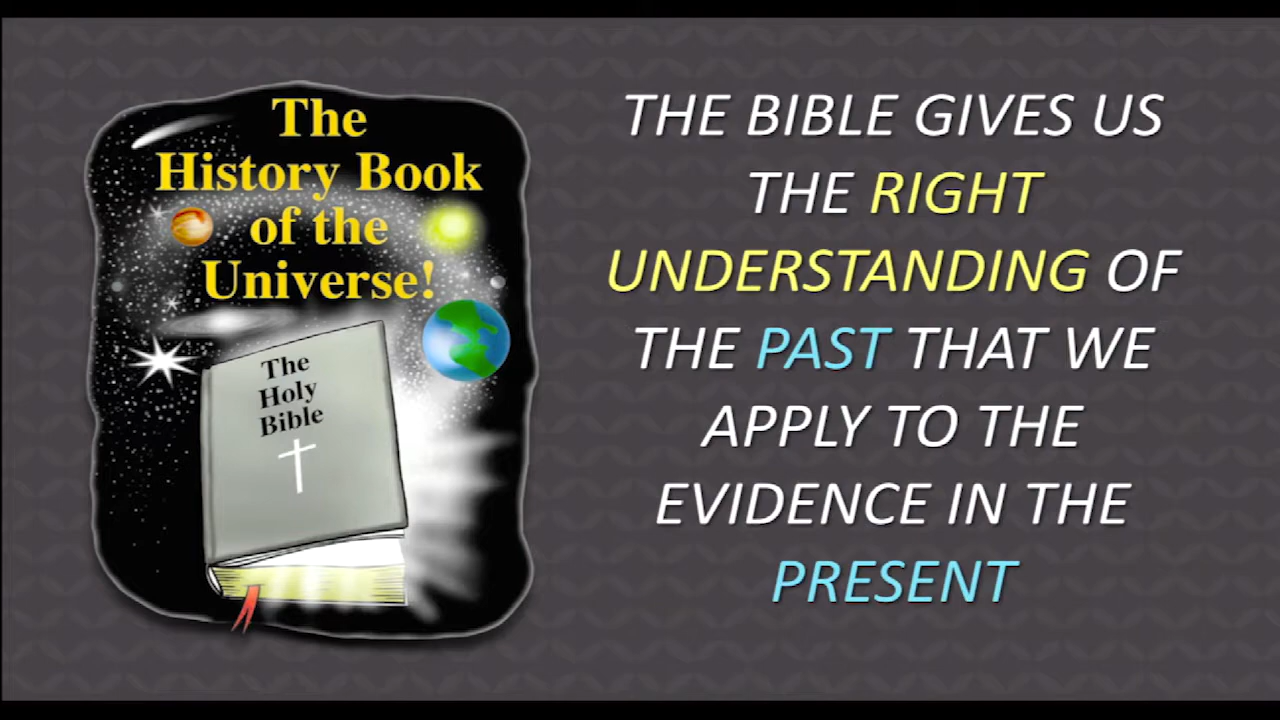 The
History Book
of the
Universe!
The
Holy
Bible
THE BIBLE GIVES US
THE RIGHT
UNDERSTANDING OF
THE PAST THAT WE
APPLY TO THE
EVIDENCE IN THE
PRESENT